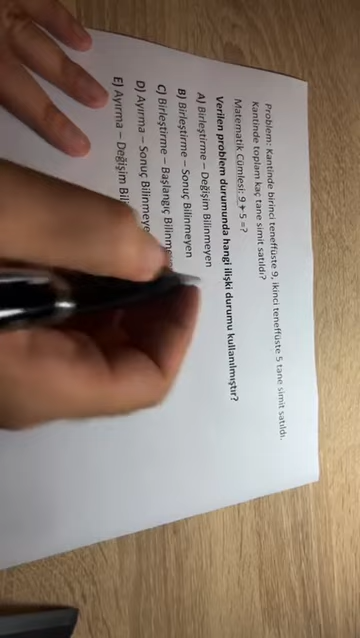 Problem: Kantinde birinci teneffüste 9, ikinci teneffüste 5 tane simit satıldı.
Kantinde toplam kaç tane simit satıldı?
Matematik Cümlesi: 9 + 5 =?
Verilen problem durumunda hangi ilişki durumu kullanılmıştır?
A) Birleştirme – Değişim Bilinmeyen
B) Birleştirme – Sonuç Bilinmeyen
C) Birleştirme – Başlangıç
D) Ayırma – Sonuç
E) Ayırma – Değişim